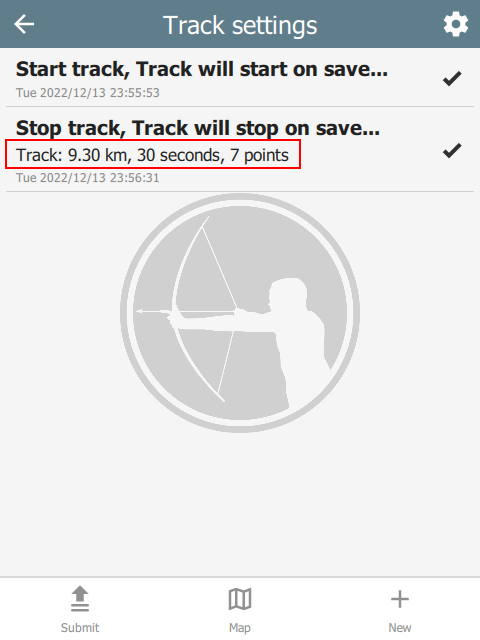 Track settings
Start track, Track will start on save...
Tue 2022/12/13 23:55:53
Stop track, Track will stop on save...
Track: 9.30 km, 30 seconds, 7 points
Tue 2022/12/13 23:56:31
Submit
Map
New